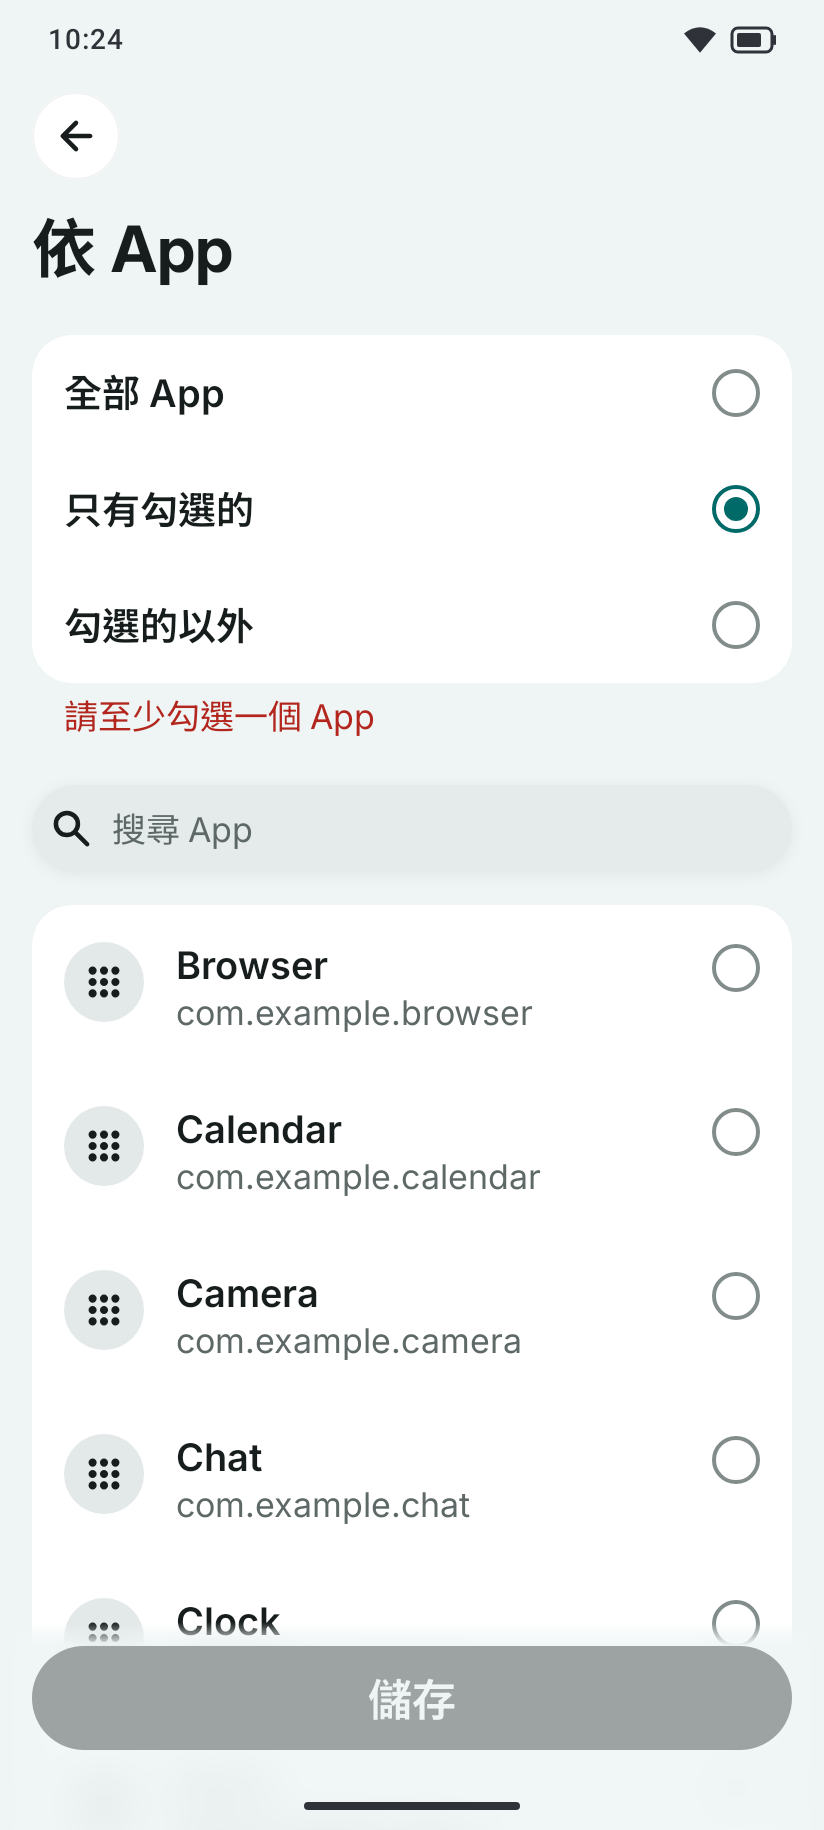 10:24
依 App
全部 App
只有勾選的
勾選的以外
請至少勾選一個 App
搜尋 App
Browser
com.example.browser
Calendar
com.example.calendar
Camera
com.example.camera
Chat
com.example.chat
Clock
儲存